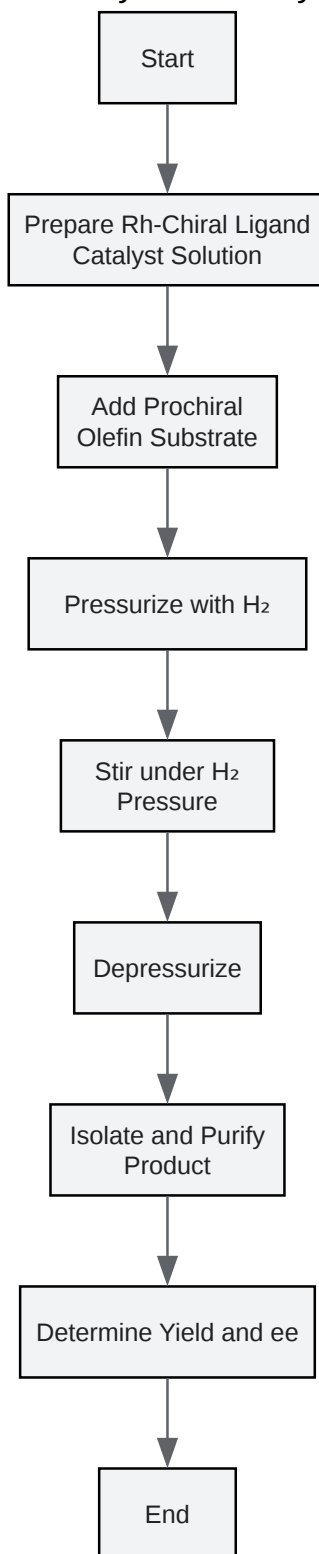 Start
Prepare Rh-Chiral Ligand
Catalyst Solution
Add Prochiral
Olefin Substrate
Pressurize with H₂
Stir under H₂
Pressure
Depressurize
Isolate and Purify
Product
Determine Yield and ee
End